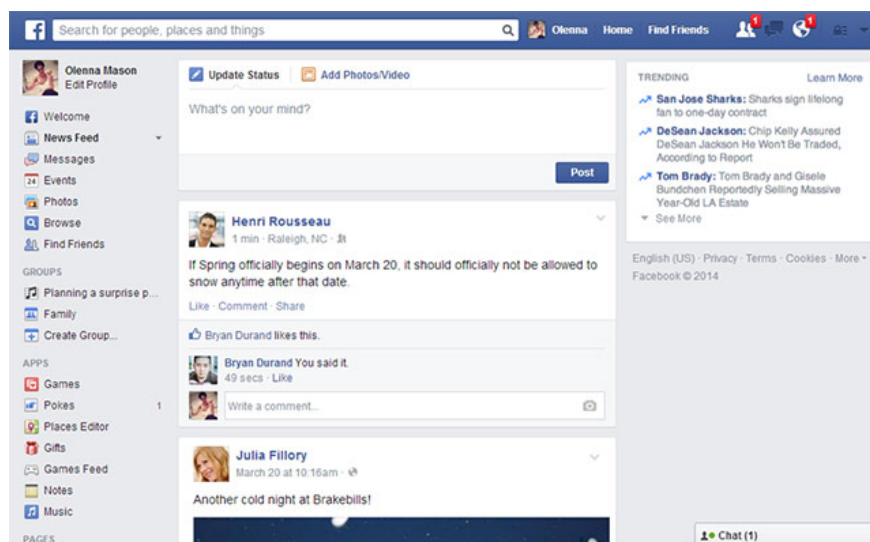 f Search for people, places and things Olenna Home Find Friends 1 1
Olenna Mason
Edit Profile
Welcome
News Feed
Messages
24 Events
Photos
Browse
Find Friends
GROUPS
Planning a surprise p...
Family
Create Group...
APPS
Games
Pokes 1
Places Editor
Gifts
Games Feed
Notes
Music
PAGES
Update Status Add Photos/Video
What's on your mind?
Post
Henri Rousseau
1 min · Raleigh, NC ·
If Spring officially begins on March 20, it should officially not be allowed to
snow anytime after that date.
Like · Comment · Share
Bryan Durand likes this.
Bryan Durand You said it.
49 secs · Like
Write a comment...
Julia Fillory
March 20 at 10:16am ·
Another cold night at Brakebills!
TRENDING Learn More
San Jose Sharks: Sharks sign lifelong
fan to one-day contract
DeSean Jackson: Chip Kelly Assured
DeSean Jackson He Won't Be Traded,
According to Report
Tom Brady: Tom Brady and Gisele
Bundchen Reportedly Selling Massive
Year-Old LA Estate
See More
English (US) · Privacy · Terms · Cookies · More
Facebook © 2014
Chat (1)